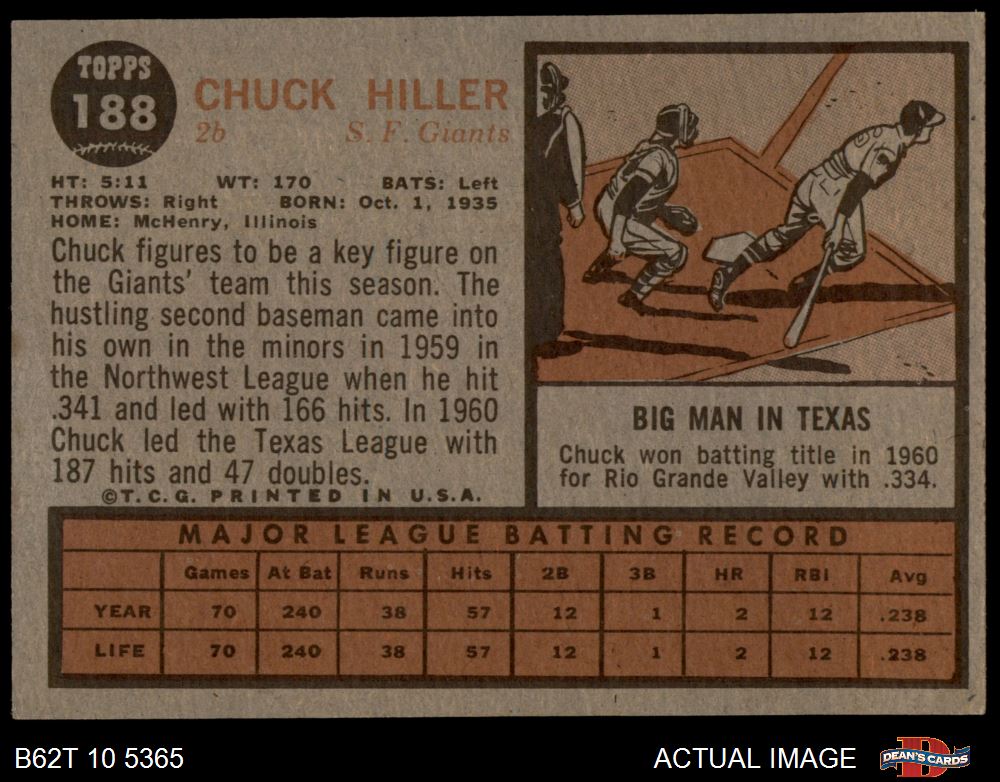 TOPPS
188
CHUCK HILLER
2b S. F. Giants
HT: 5:11 WT: 170 BATS: Left
THROWS: Right BORN: Oct. 1, 1935
HOME: McHenry, Illinois
Chuck figures to be a key figure on
the Giants' team this season. The
hustling second baseman came into
his own in the minors in 1959 in
the Northwest League when he hit
.341 and led with 166 hits. In 1960
Chuck led the Texas League with
187 hits and 47 doubles.
©T.C.G. PRINTED IN U.S.A.
BIG MAN IN TEXAS
Chuck won batting title in 1960
for Rio Grande Valley with .334.
MAJOR LEAGUE BATTING RECORD
Games At Bat Runs Hits 2B 3B HR RBI Avg
YEAR 70 240 38 57 12 1 2 12 .238
LIFE 70 240 38 57 12 1 2 12 .238
B62T 10 5365 ACTUAL IMAGE
D
DEAN'S CARDS